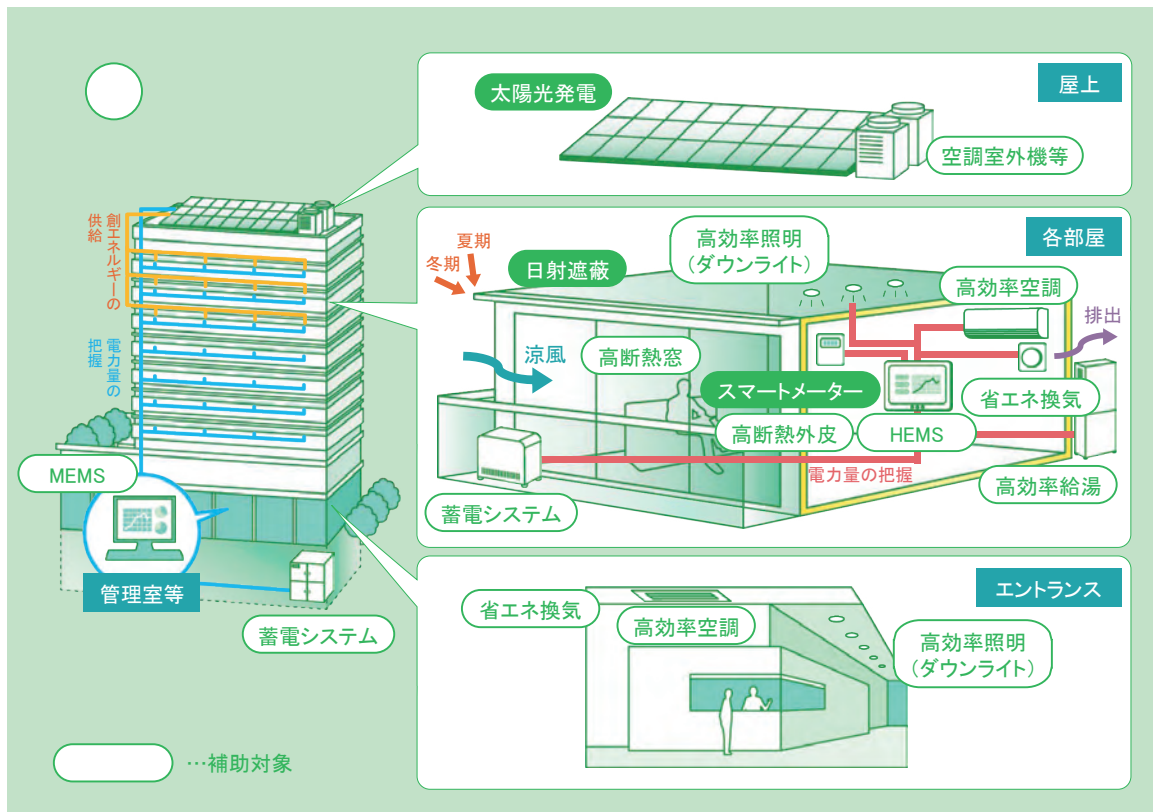 屋上
太陽光発電
空調室外機等
創エネルギーの
供給
電力量の
把握
MEMS
管理室等
蓄電システム
各部屋
夏期
冬期
日射遮蔽
高効率照明
(ダウンライト)
高効率空調
排出
涼風
高断熱窓
スマートメーター
省エネ換気
高断熱外皮
HEMS
電力量の把握
高効率給湯
蓄電システム
エントランス
省エネ換気
高効率空調
高効率照明
(ダウンライト)
…補助対象